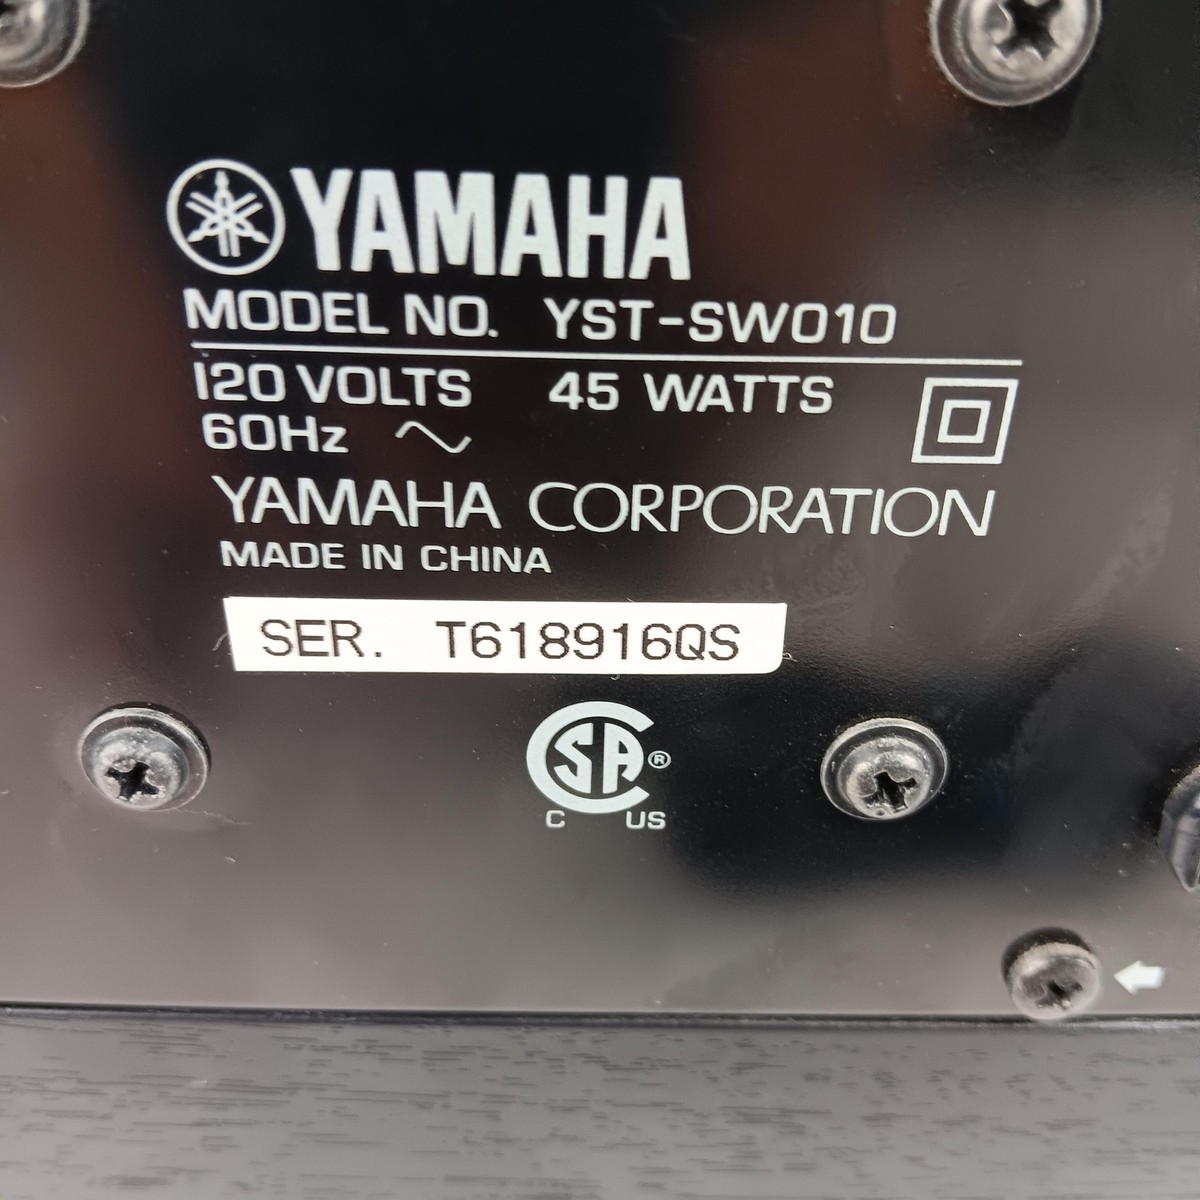 YAMAHA
MODEL NO. YST-SW010
120 VOLTS 45 WATTS
60Hz
YAMAHA CORPORATION
MADE IN CHINA
SER. T618916QS
SA ®
C US